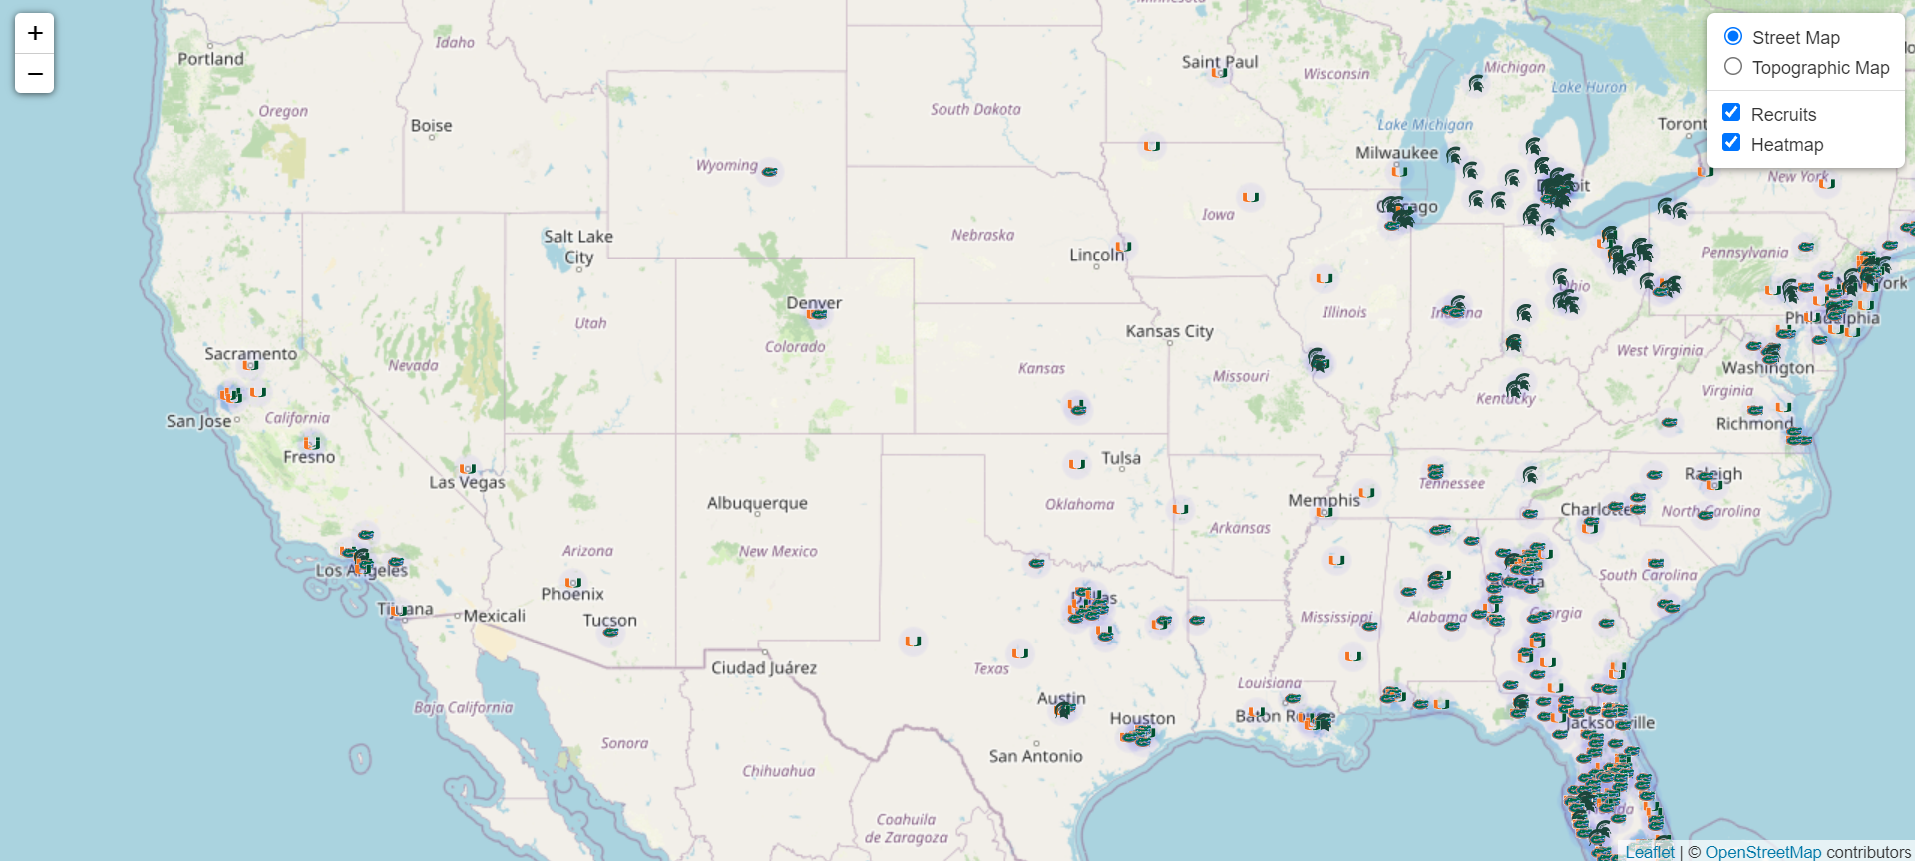 +
−
Street Map
Topographic Map
Recruits
Heatmap
Portland
Idaho
Oregon
Boise
Wyoming
South Dakota
Saint Paul
Wisconsin
Michigan
Lake Huron
Lake Michigan
Milwaukee
Toront
New York
Salt Lake
City
Nebraska
Iowa
Lincoln
Pennsylvania
Denver
Utah
Colorado
Kansas City
Illinois
Ohio
Philadelphia
Sacramento
Nevada
Kansas
Missouri
West Virginia
Washington
San Jose
California
Kentucky
Virginia
Richmond
Fresno
Las Vegas
Tulsa
Tennessee
Raleigh
Albuquerque
Oklahoma
Memphis
Arkansas
Charlotte
North Carolina
Arizona
New Mexico
Los Angeles
Phoenix
South Carolina
Tijuana
Mexicali
Tucson
Mississippi
Alabama
Georgia
Ciudad Juárez
Texas
Louisiana
Austin
Baja California
Houston
Jacksonville
Sonora
San Antonio
Chihuahua
Coahuila
de Zaragoza
Leaflet | © OpenStreetMap contributors